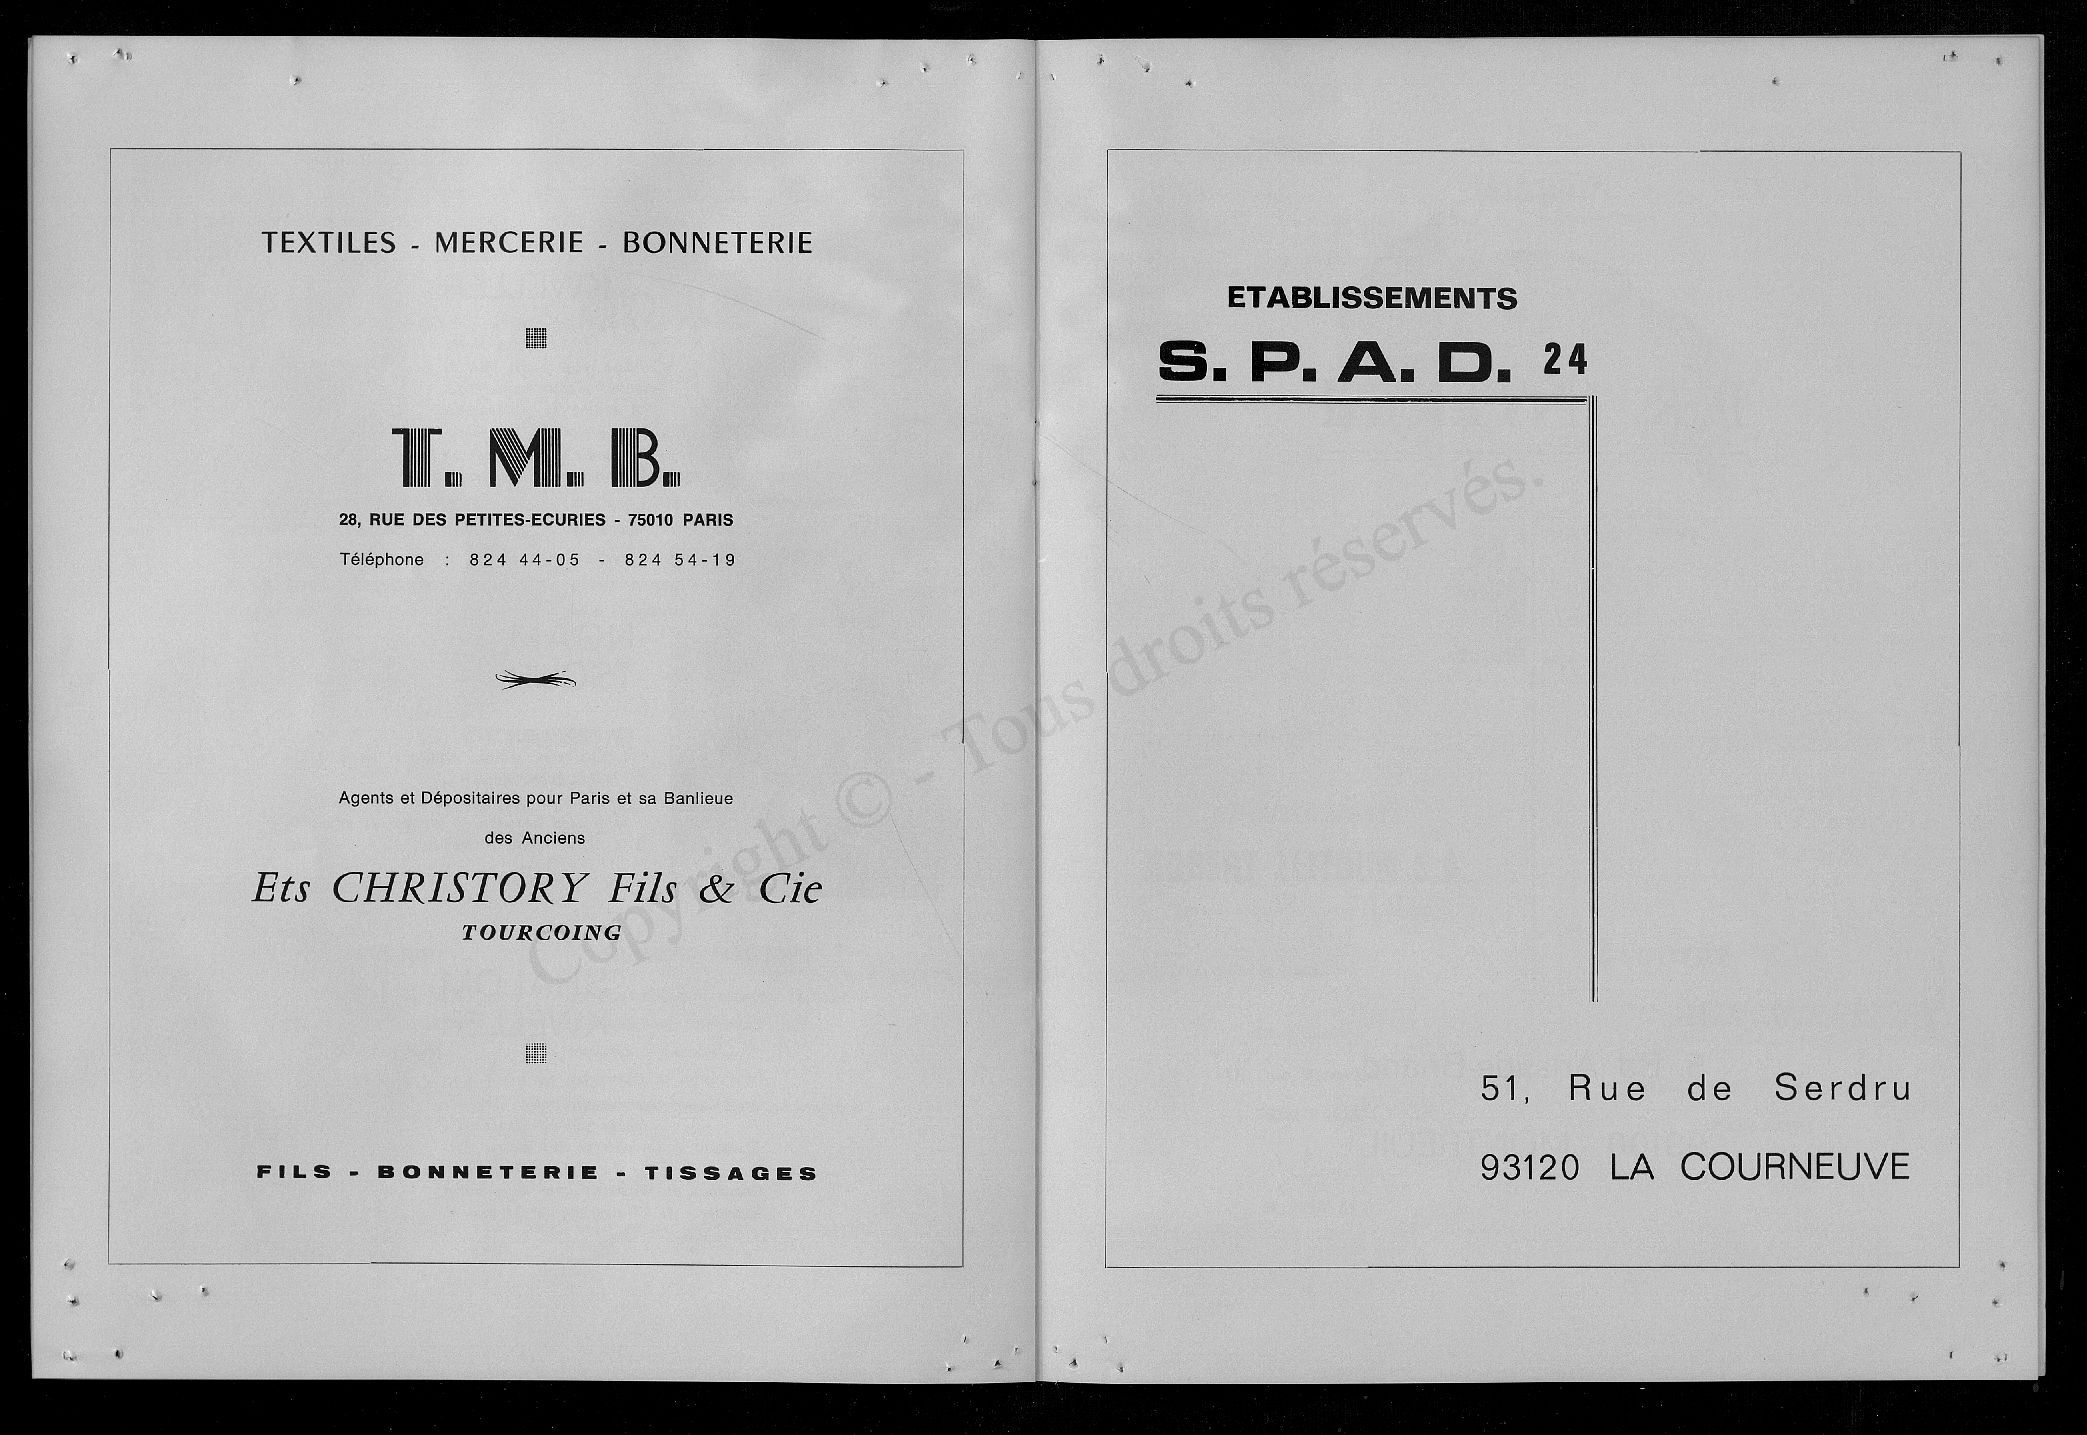 TEXTILES - MERCERIE - BONNETERIE
T. M. B.
28, RUE DES PETITES-ECURIES - 75010 PARIS
Téléphone : 824 44-05 - 824 54-19
Agents et Dépositaires pour Paris et sa Banlieue
des Anciens
Ets CHRISTORY Fils & Cie
TOURCOING
FILS - BONNETERIE - TISSAGES
ETABLISSEMENTS
S. P. A. D. 24
51, Rue de Serdru
93120 LA COURNEUVE
Copyright © - Tous droits réservés.